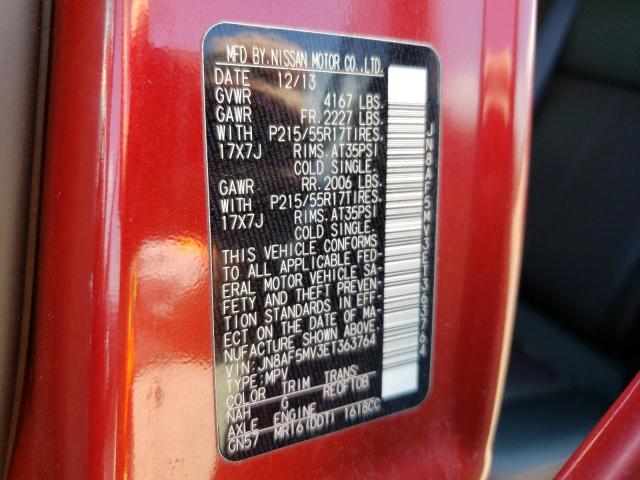 MFD BY. NISSAN MOTOR CO., LTD.
DATE 12/13
GVWR 4167 LBS.
GAWR FR. 2227 LBS.
WITH P215/55R17TIRES.
17X7J RIMS. AT35PSI
COLD SINGLE.
GAWR RR. 2006 LBS.
WITH P215/55R17TIRES.
17X7J RIMS. AT35PSI
COLD SINGLE.
THIS VEHICLE CONFORMS
TO ALL APPLICABLE FED-
ERAL MOTOR VEHICLE SA-
FETY AND THEFT PREVEN-
TION STANDARDS IN EFF-
ECT ON THE DATE OF MA-
NUFACTURE SHOWN ABOVE.
VIN: JN8AF5MV3ET363764
TYPE: MPV
COLOR TRIM TRANS
NAH G RE0F10B
AXLE ENGINE
GN57 MR16(DD)I 1618CC
JN8AF5MV3ET363764